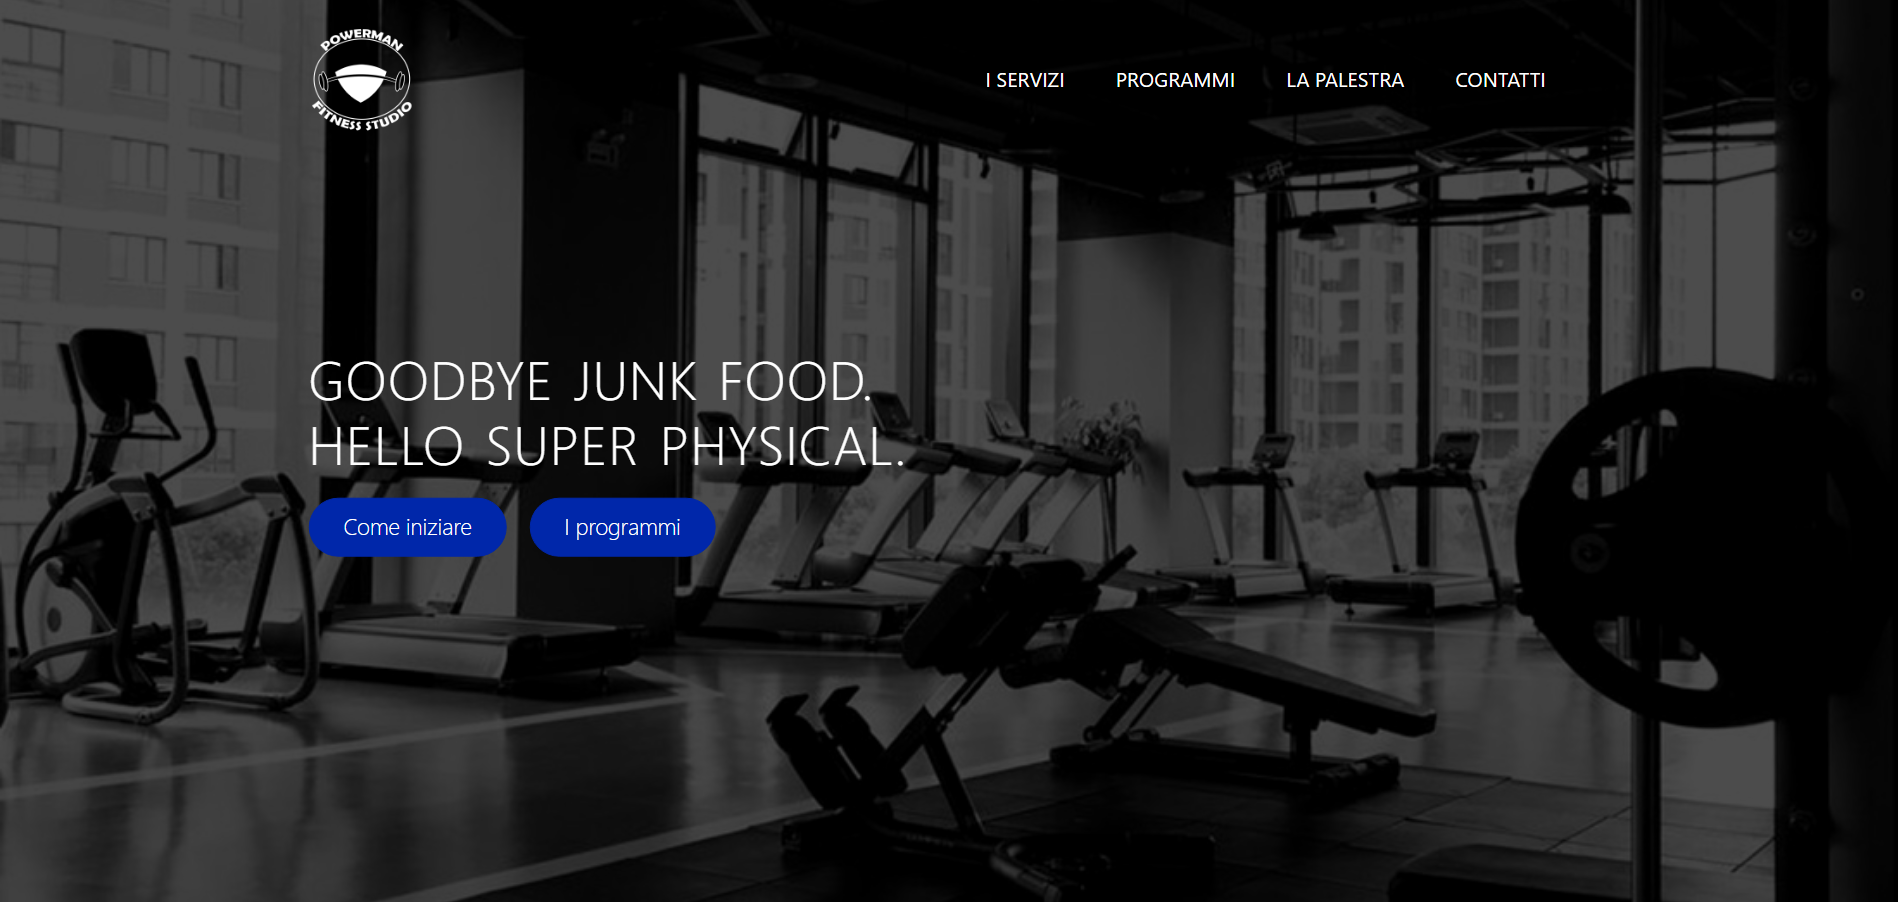 POWERMAN
FITNESS STUDIO
I SERVIZI PROGRAMMI LA PALESTRA CONTATTI
GOODBYE JUNK FOOD.
HELLO SUPER PHYSICAL.
Come iniziare I programmi